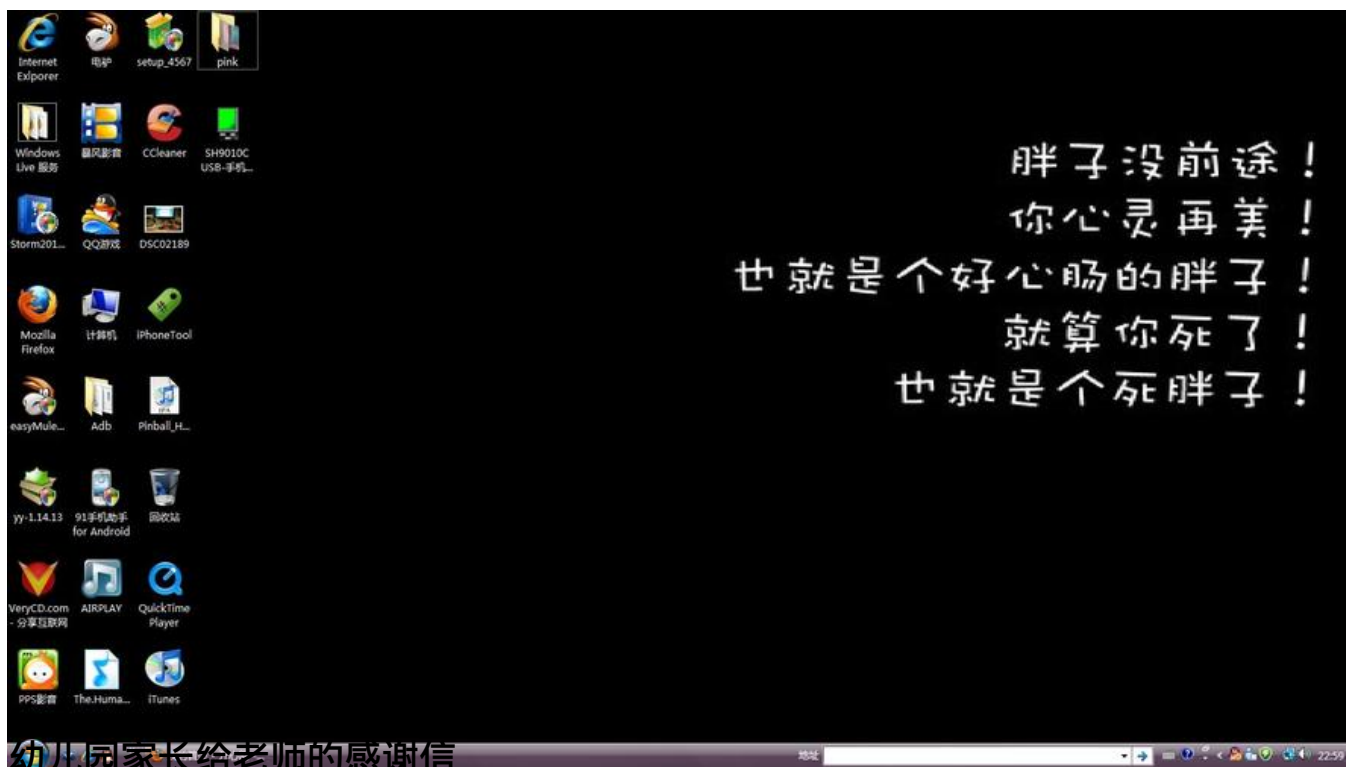 Internet Exlporer
电驴
setup_4567
pink
Windows Live 服务
暴风影音
CCleaner
SH9010C USB-手机...
Storm201...
QQ游戏
DSC02189
Mozilla Firefox
计算机
iPhoneTool
easyMule...
Adb
IPA
Pinball_H...
yy-1.14.13
91手机助手 for Android
回收站
VeryCD.com - 分享互联网
AIRPLAY
QuickTime Player
PPS影音
The.Huma...
iTunes
胖子没前途！
你心灵再美！
也就是个好心肠的胖子！
就算你死了！
也就是个死胖子！
幼儿园家长给老师的感谢信
地址
22:59